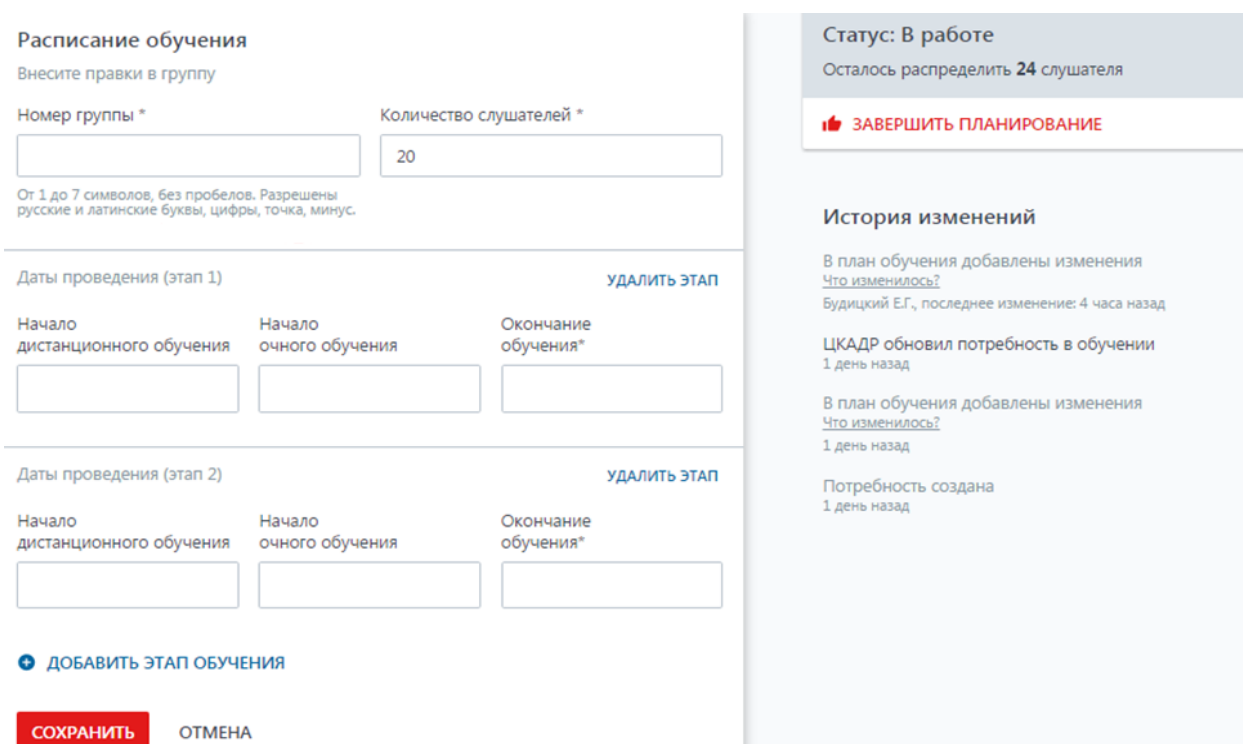 Расписание обучения
Внесите правки в группу
Номер группы *
Количество слушателей *
20
От 1 до 7 символов, без пробелов. Разрешены
русские и латинские буквы, цифры, точка, минус.
Даты проведения (этап 1)
УДАЛИТЬ ЭТАП
Начало
дистанционного обучения
Начало
очного обучения
Окончание
обучения*
Даты проведения (этап 2)
УДАЛИТЬ ЭТАП
Начало
дистанционного обучения
Начало
очного обучения
Окончание
обучения*
ДОБАВИТЬ ЭТАП ОБУЧЕНИЯ
СОХРАНИТЬ
ОТМЕНА
Статус: В работе
Осталось распределить 24 слушателя
ЗАВЕРШИТЬ ПЛАНИРОВАНИЕ
История изменений
В план обучения добавлены изменения
Что изменилось?
Будицкий Е.Г., последнее изменение: 4 часа назад
ЦКАДР обновил потребность в обучении
1 день назад
В план обучения добавлены изменения
Что изменилось?
1 день назад
Потребность создана
1 день назад